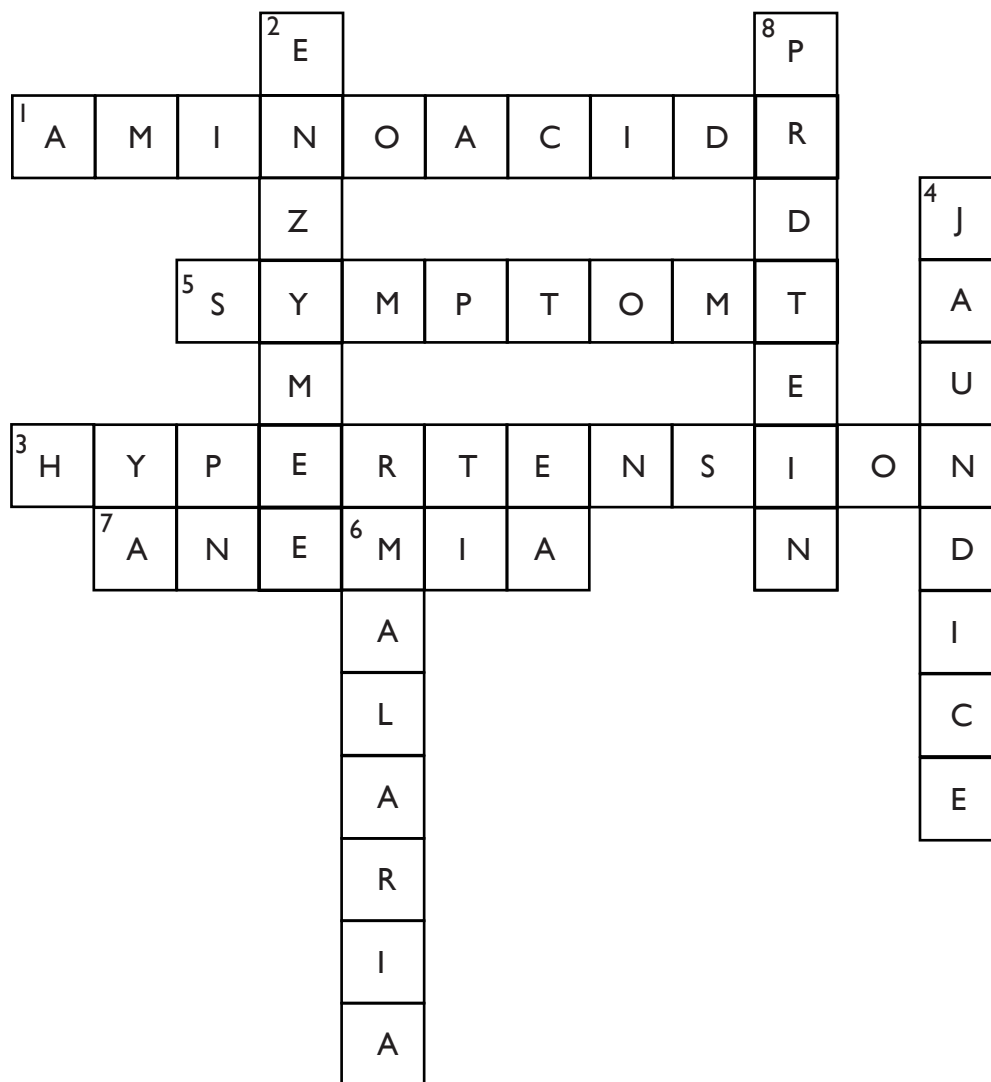 2 E 8 P
1 A M I N O A C I D R
Z D 4 J
5 S Y M P T O M T A
M E U
3 H Y P E R T E N S I O N
7 A N E 6 M I A N D
A I
L C
A E
R
I
A